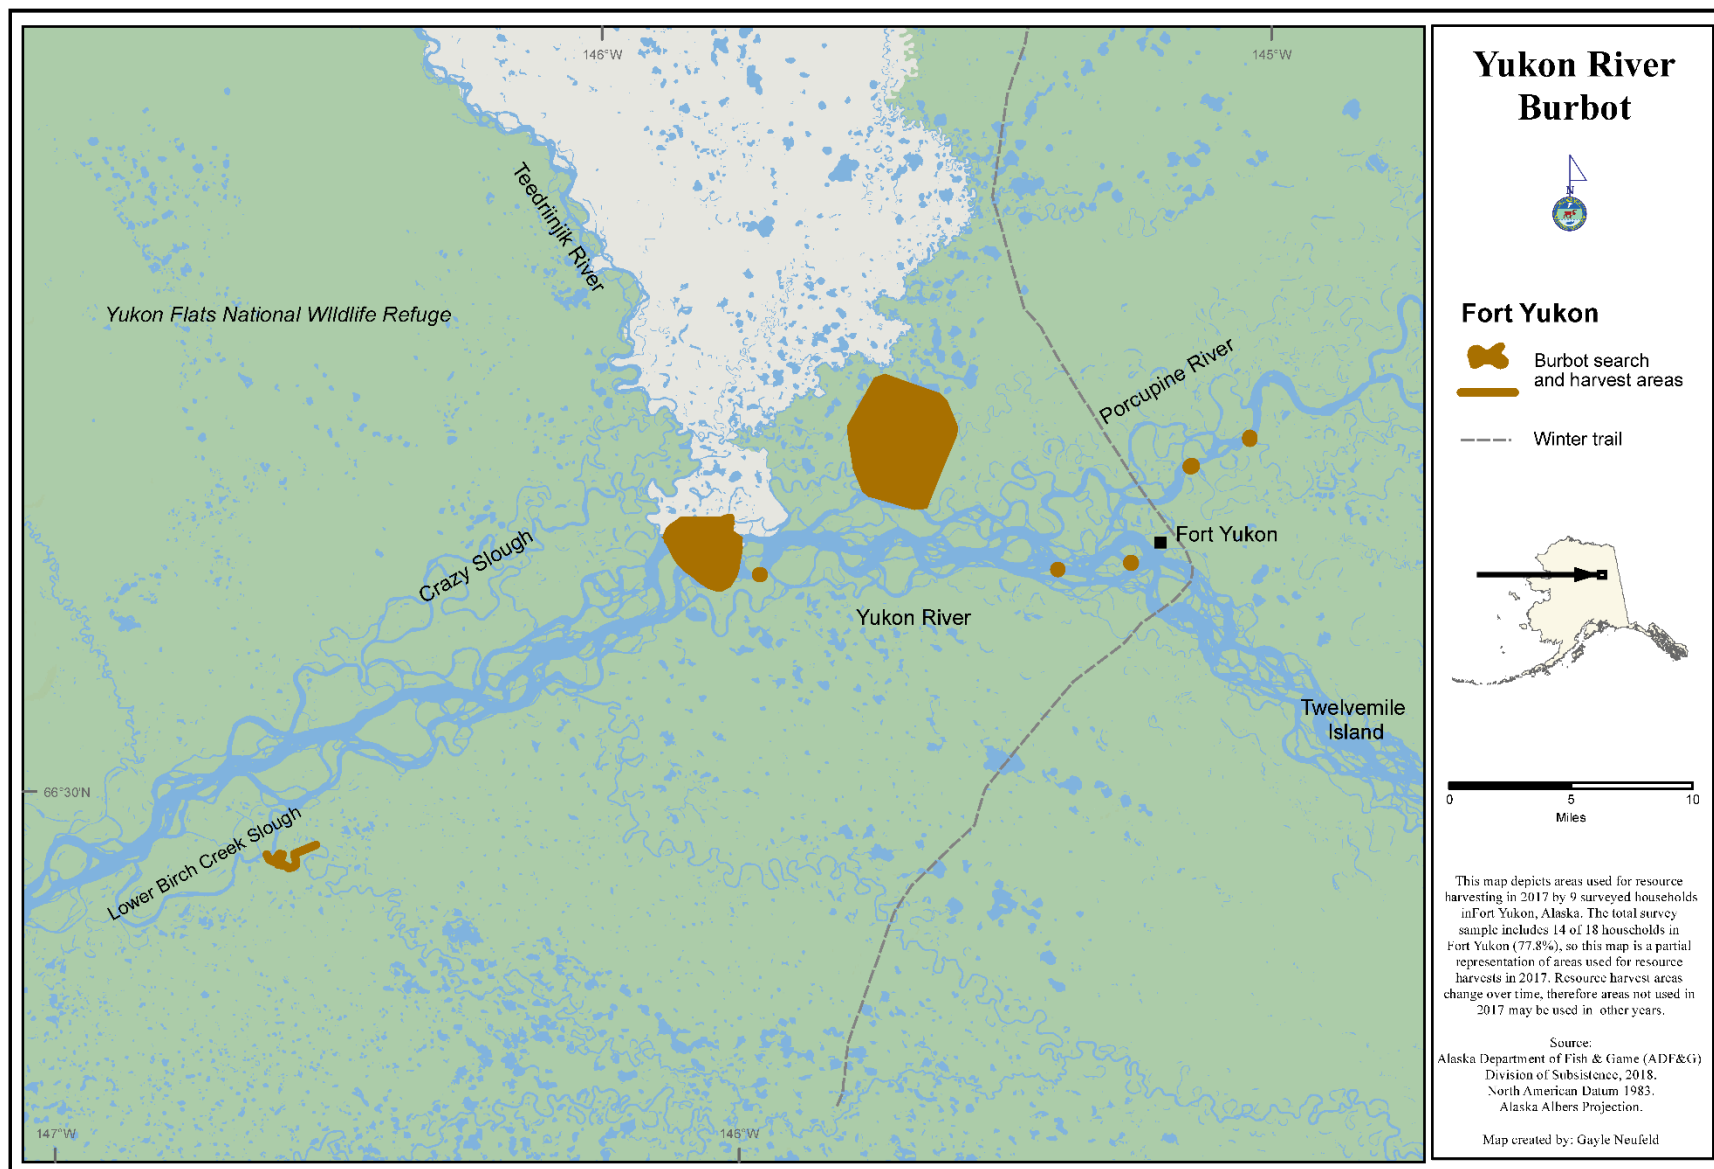 Yukon River
Burbot
N
Fort Yukon
Burbot search
and harvest areas
Winter trail
0 5 10
Miles
This map depicts areas used for resource
harvesting in 2017 by 9 surveyed households
inFort Yukon, Alaska. The total survey
sample includes 14 of 18 households in
Fort Yukon (77.8%), so this map is a partial
representation of areas used for resource
harvests in 2017. Resource harvest areas
change over time, therefore areas not used in
2017 may be used in other years.
Source:
Alaska Department of Fish & Game (ADF&G)
Division of Subsistence, 2018.
North American Datum 1983.
Alaska Albers Projection.
Map created by: Gayle Neufeld
146°W
145°W
Teedriinjik River
Yukon Flats National WIldlife Refuge
Porcupine River
Fort Yukon
Crazy Slough
Yukon River
Twelvemile
Island
66°30'N
Lower Birch Creek Slough
147°W
146°W